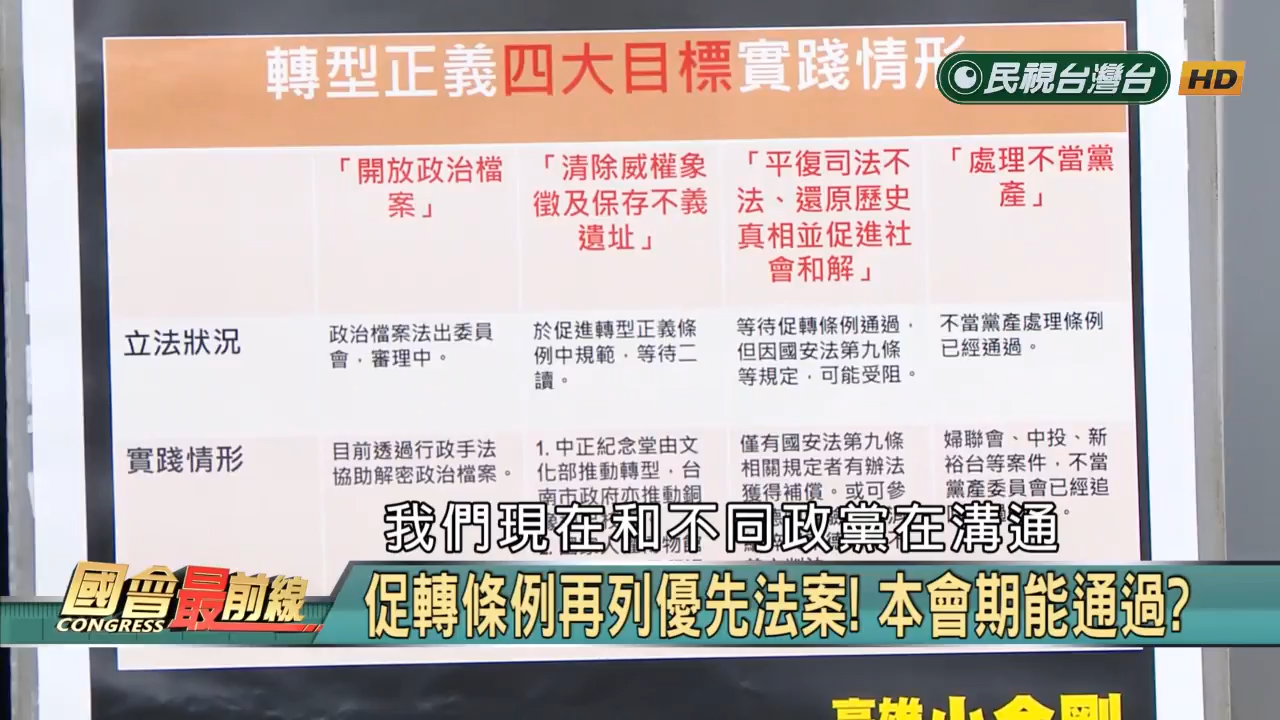 轉型正義四大目標實踐情形
民視台灣台
HD
「開放政治檔
案」
「清除威權象
徵及保存不義
遺址」
「平復司法不
法、還原歷史
真相並促進社
會和解」
「處理不當黨
產」
立法狀況
政治檔案法出委員
會，審理中。
於促進轉型正義條
例中規範，等待二
讀。
等待促轉條例通過，
但因國安法第九條
等規定，可能受阻。
不當黨產處理條例
已經通過。
實踐情形
目前透過行政手法
協助解密政治檔案。
1. 中正紀念堂由文
化部推動轉型，台
南市政府亦推動銅
僅有國安法第九條
相關規定者有辦法
獲得補償。或可參
婦聯會、中投、新
裕台等案件，不當
黨產委員會已經追
我們現在和不同政黨在溝通
國會最前線
CONGRESS
促轉條例再列優先法案! 本會期能通過?
高雄小金剛